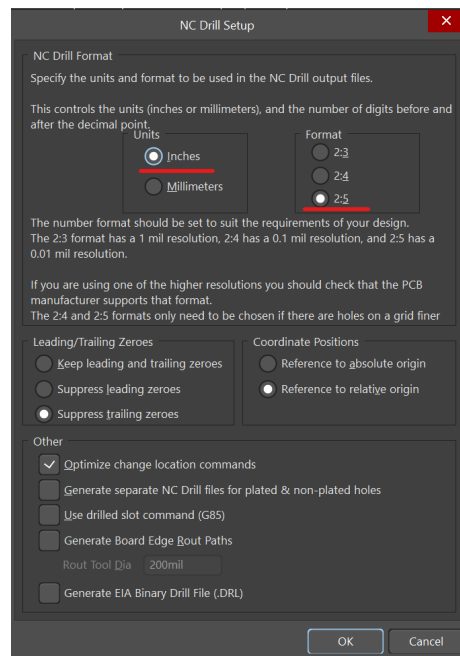 NC Drill Setup
NC Drill Format
Specify the units and format to be used in the NC Drill output files.
This controls the units (inches or millimeters), and the number of digits before and
after the decimal point.
Units
Inches
Millimeters
Format
2:3
2:4
2:5
The number format should be set to suit the requirements of your design.
The 2:3 format has a 1 mil resolution, 2:4 has a 0.1 mil resolution, and 2:5 has a
0.01 mil resolution.
If you are using one of the higher resolutions you should check that the PCB
manufacturer supports that format.
The 2:4 and 2:5 formats only need to be chosen if there are holes on a grid finer
Leading/Trailing Zeroes
Keep leading and trailing zeroes
Suppress leading zeroes
Suppress trailing zeroes
Coordinate Positions
Reference to absolute origin
Reference to relative origin
Other
Optimize change location commands
Generate separate NC Drill files for plated & non-plated holes
Use drilled slot command (G85)
Generate Board Edge Rout Paths
Rout Tool Dia 200mil
Generate EIA Binary Drill File (.DRL)
OK Cancel